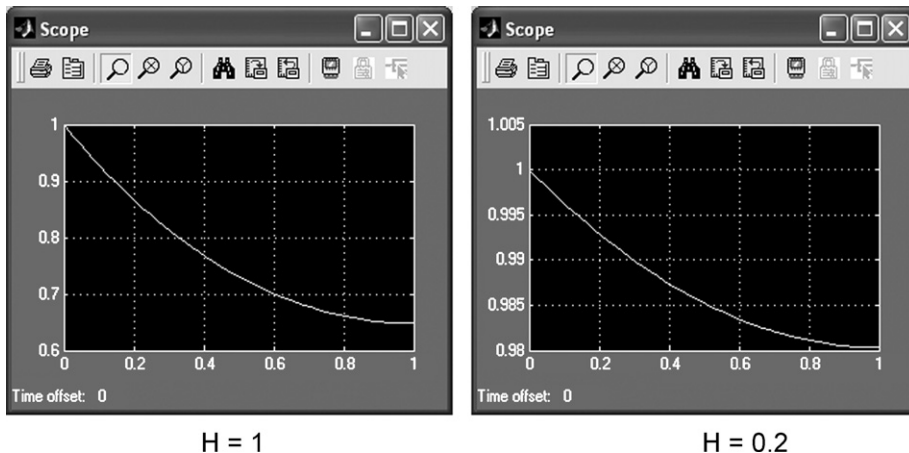 Scope
1
0.9
0.8
0.7
0.6
0 0.2 0.4 0.6 0.8 1
Time offset: 0
H = 1
Scope
1.005
1
0.995
0.99
0.985
0.98
0 0.2 0.4 0.6 0.8 1
Time offset: 0
H = 0.2